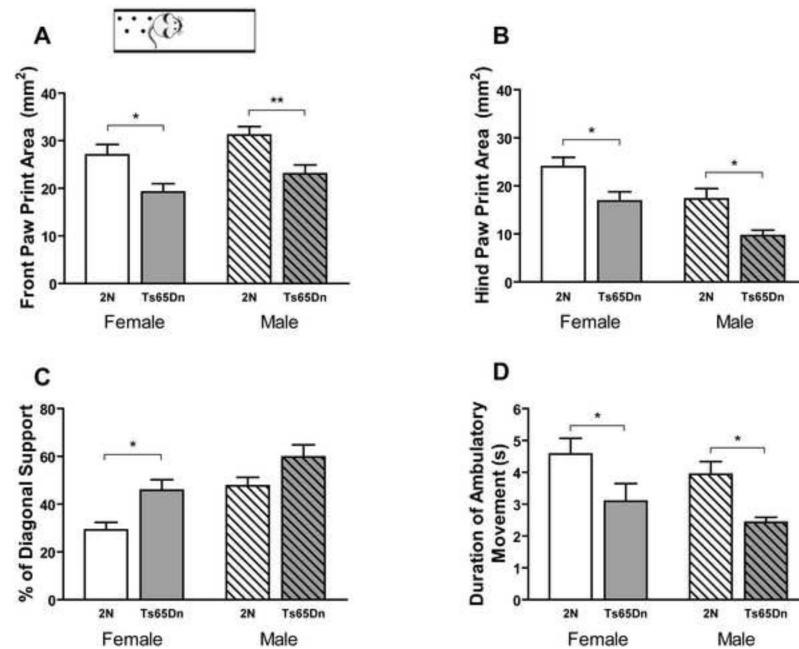 A
Front Paw Print Area (mm²)
40
30
20
10
0
*
**
2N Ts65Dn 2N Ts65Dn
Female Male
B
Hind Paw Print Area (mm²)
40
30
20
10
0
*
*
2N Ts65Dn 2N Ts65Dn
Female Male
C
% of Diagonal Support
80
60
40
20
0
*
2N Ts65Dn 2N Ts65Dn
Female Male
D
Duration of Ambulatory
Movement (s)
6
5
4
3
2
1
0
*
*
2N Ts65Dn 2N Ts65Dn
Female Male